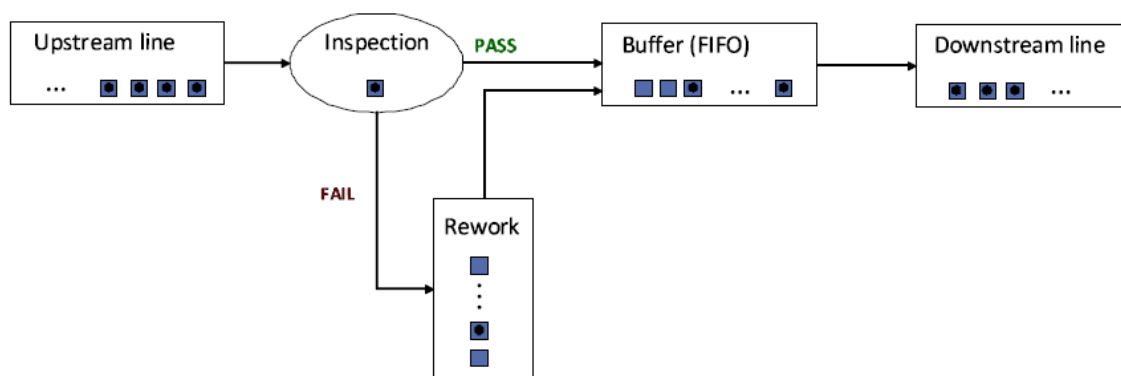 Upstream line
Inspection
PASS
Buffer (FIFO)
Downstream line
...
...
...
FAIL
Rework